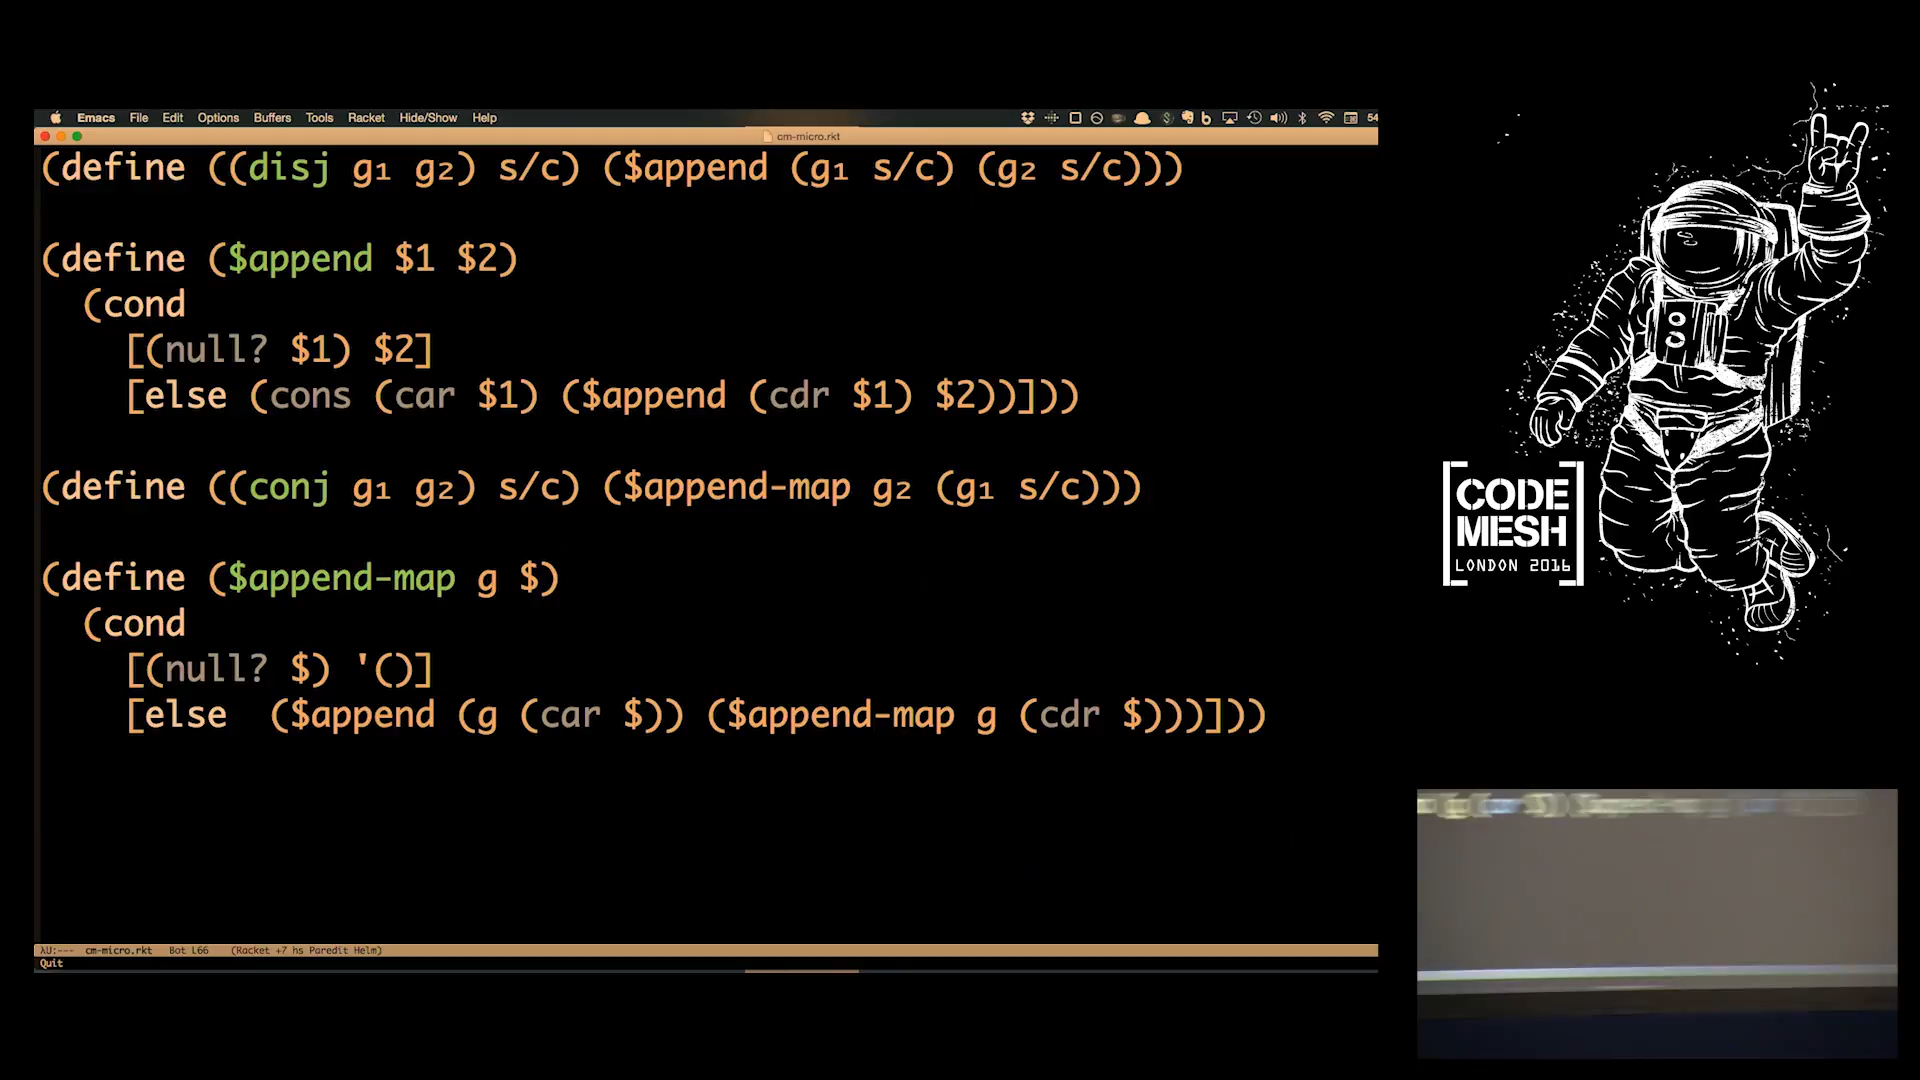 Emacs File Edit Options Buffers Tools Racket Hide/Show Help 54
cm-micro.rkt
(define ((disj g₁ g₂) s/c) ($append (g₁ s/c) (g₂ s/c)))
(define ($append $1 $2)
(cond
[(null? $1) $2]
[else (cons (car $1) ($append (cdr $1) $2))]))
(define ((conj g₁ g₂) s/c) ($append-map g₂ (g₁ s/c)))
(define ($append-map g $)
(cond
[(null? $) '()]
[else ($append (g (car $)) ($append-map g (cdr $)))]))
λU:--- cm-micro.rkt Bot L66 (Racket +7 hs Paredit Helm)
Quit
CODE
MESH
LONDON 2016